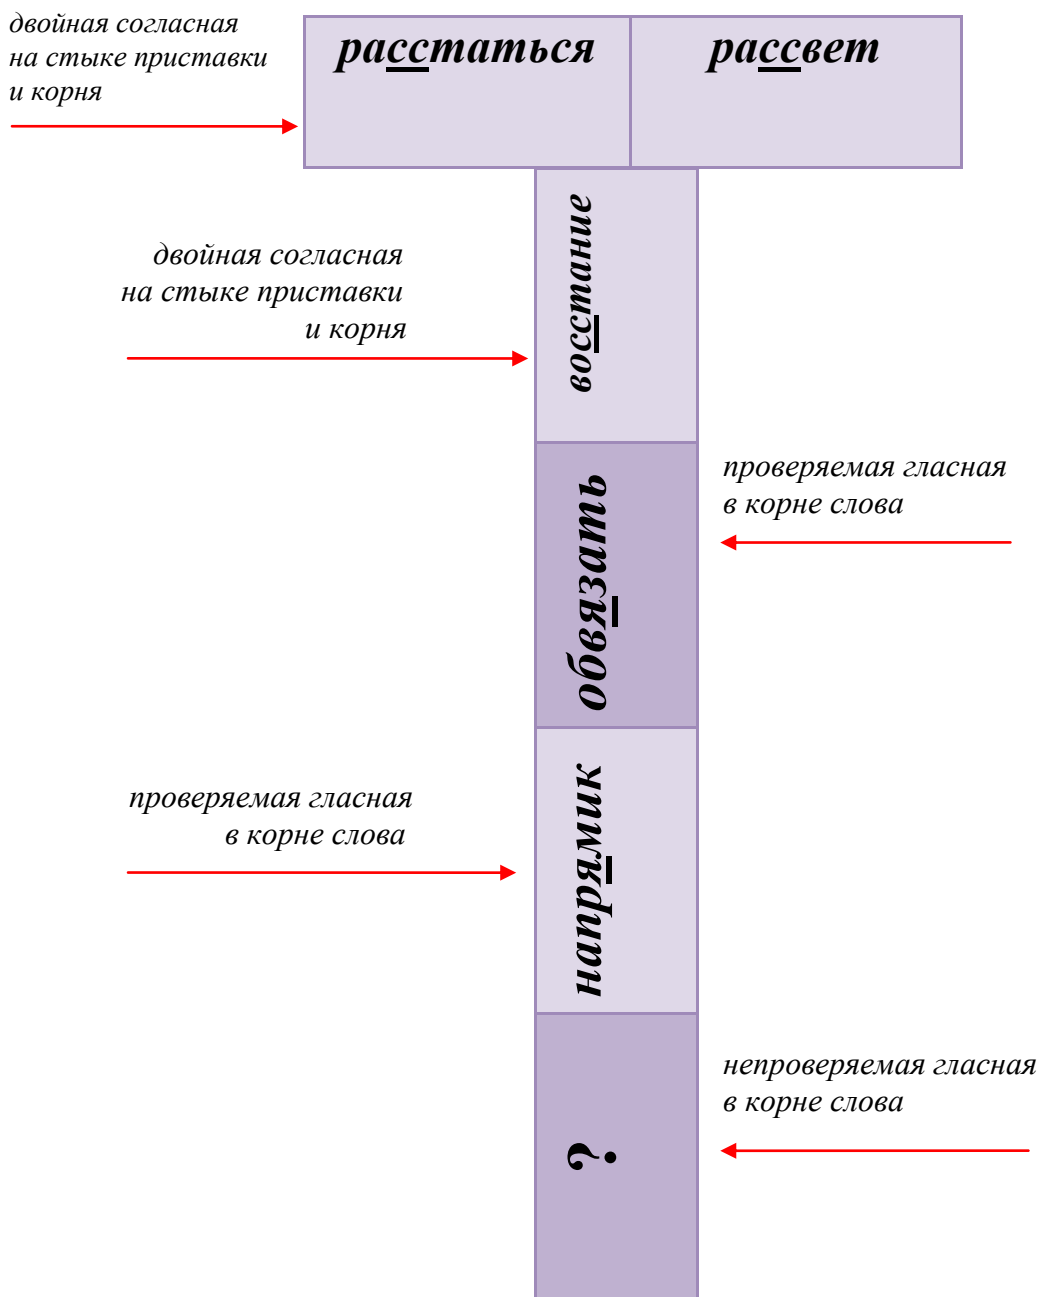 двойная согласная
на стыке приставки
и корня
расстаться
рассвет
двойная согласная
на стыке приставки
и корня
восстание
проверяемая гласная
в корне слова
обвязать
проверяемая гласная
в корне слова
напрямик
непроверяемая гласная
в корне слова
?